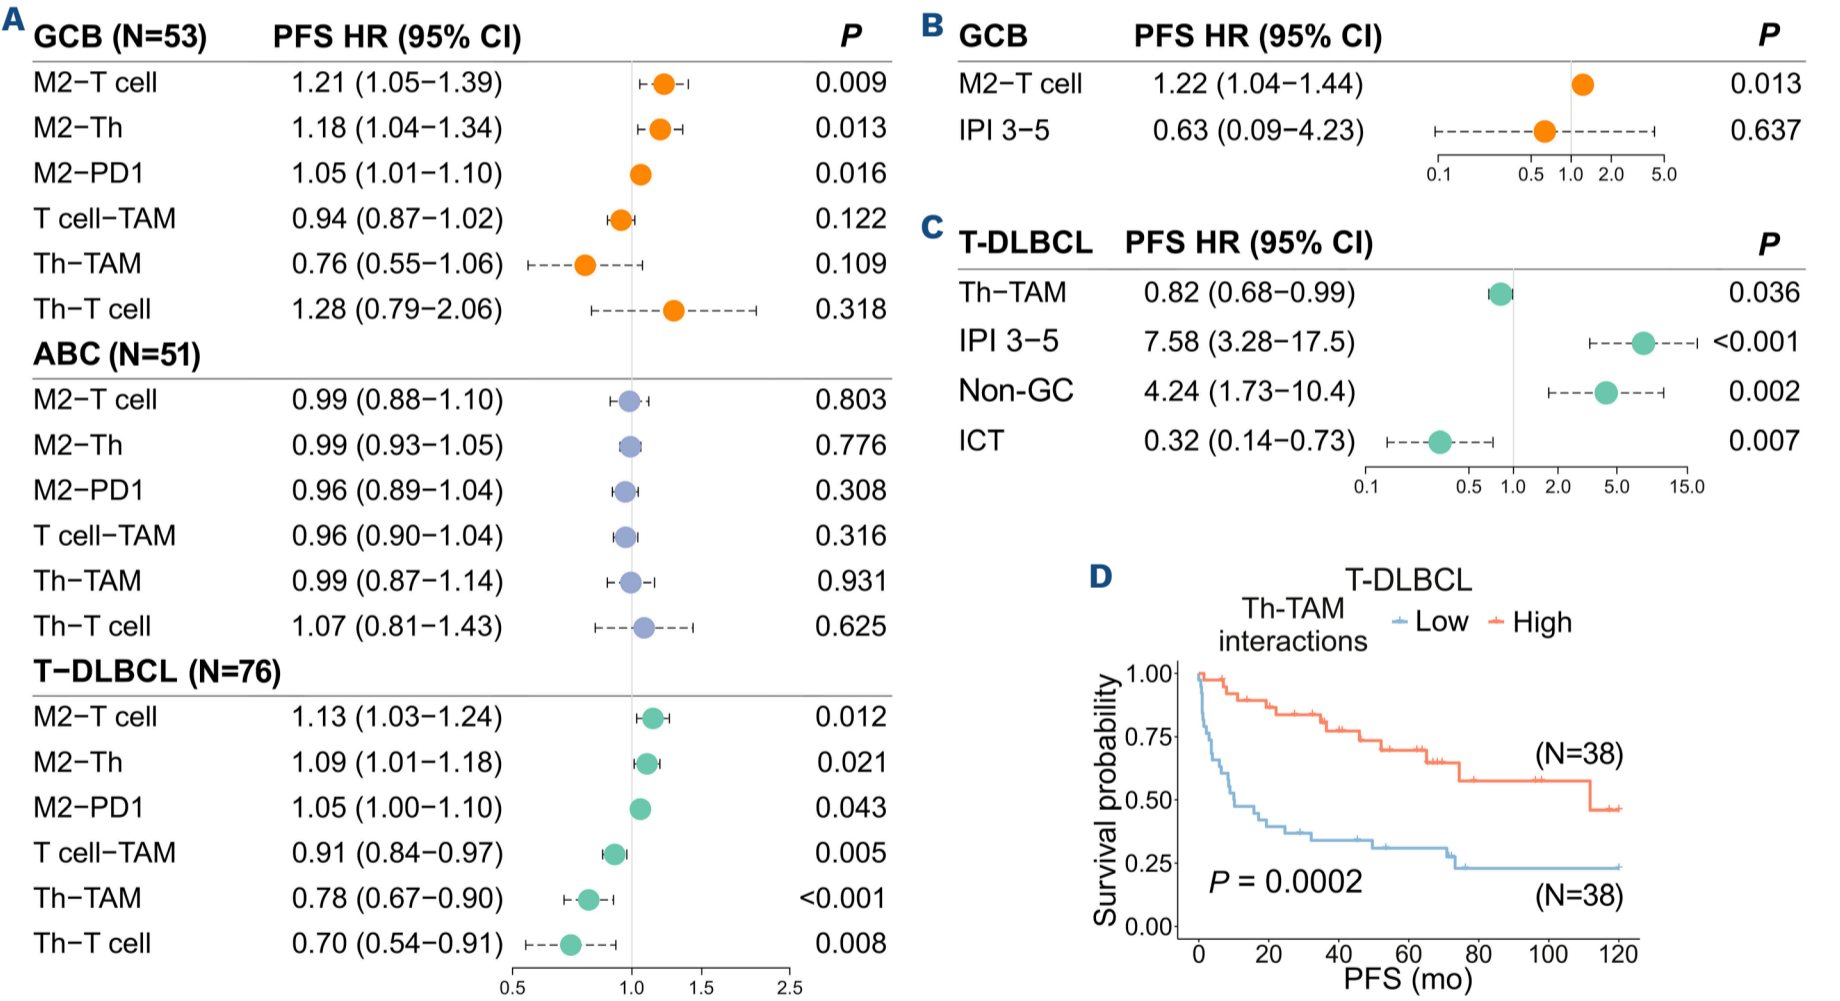 A
GCB (N=53) PFS HR (95% CI) P
M2−T cell 1.21 (1.05−1.39) 0.009
M2−Th 1.18 (1.04−1.34) 0.013
M2−PD1 1.05 (1.01−1.10) 0.016
T cell−TAM 0.94 (0.87−1.02) 0.122
Th−TAM 0.76 (0.55−1.06) 0.109
Th−T cell 1.28 (0.79−2.06) 0.318
ABC (N=51)
M2−T cell 0.99 (0.88−1.10) 0.803
M2−Th 0.99 (0.93−1.05) 0.776
M2−PD1 0.96 (0.89−1.04) 0.308
T cell−TAM 0.96 (0.90−1.04) 0.316
Th−TAM 0.99 (0.87−1.14) 0.931
Th−T cell 1.07 (0.81−1.43) 0.625
T−DLBCL (N=76)
M2−T cell 1.13 (1.03−1.24) 0.012
M2−Th 1.09 (1.01−1.18) 0.021
M2−PD1 1.05 (1.00−1.10) 0.043
T cell−TAM 0.91 (0.84−0.97) 0.005
Th−TAM 0.78 (0.67−0.90) <0.001
Th−T cell 0.70 (0.54−0.91) 0.008
0.5 1.0 1.5 2.5
B
GCB PFS HR (95% CI) P
M2−T cell 1.22 (1.04−1.44) 0.013
IPI 3−5 0.63 (0.09−4.23) 0.637
0.1 0.5 1.0 2.0 5.0
C
T-DLBCL PFS HR (95% CI) P
Th−TAM 0.82 (0.68−0.99) 0.036
IPI 3−5 7.58 (3.28−17.5) <0.001
Non-GC 4.24 (1.73−10.4) 0.002
ICT 0.32 (0.14−0.73) 0.007
0.1 0.5 1.0 2.0 5.0 15.0
D
T-DLBCL
Th-TAM
interactions
Low High
Survival probability
1.00
0.75
0.50
0.25
0.00
(N=38)
P = 0.0002
(N=38)
0 20 40 60 80 100 120
PFS (mo)